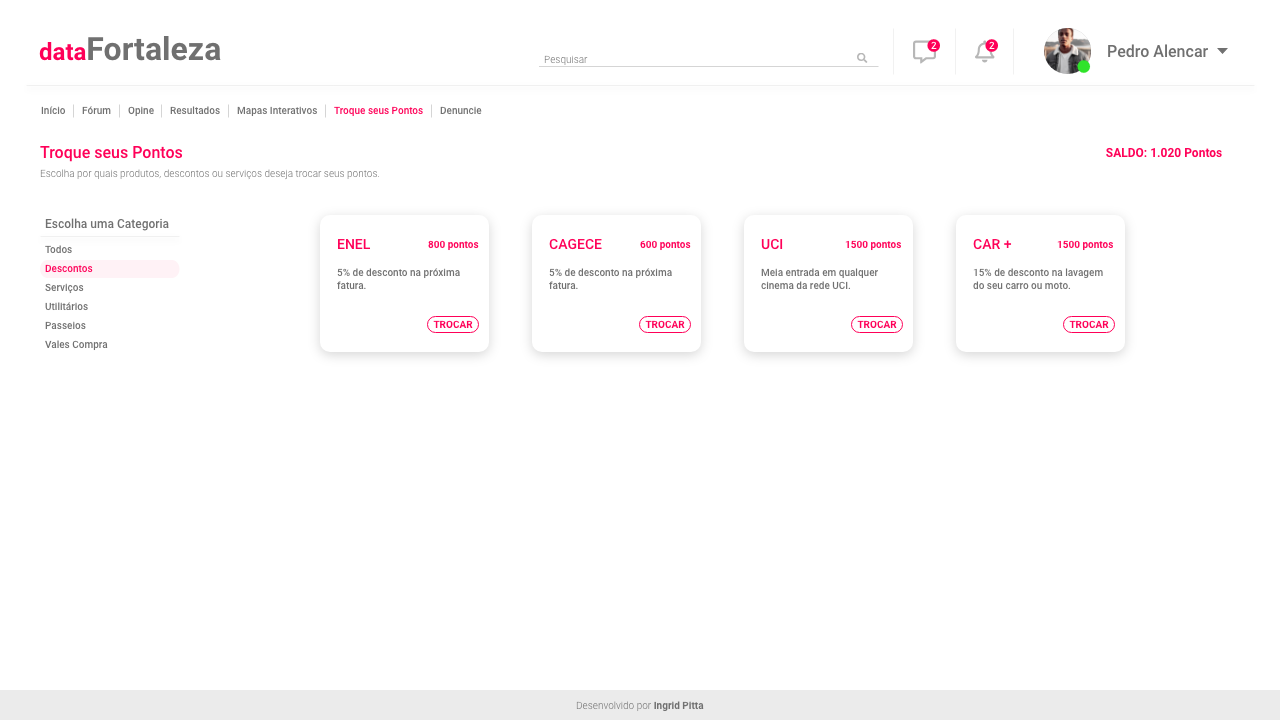 dataFortaleza
Pesquisar
2
2
Pedro Alencar
Início
Fórum
Opine
Resultados
Mapas Interativos
Troque seus Pontos
Denuncie
Troque seus Pontos
SALDO: 1.020 Pontos
Escolha por quais produtos, descontos ou serviços deseja trocar seus pontos.
Escolha uma Categoria
Todos
Descontos
Serviços
Utilitários
Passeios
Vales Compra
ENEL
800 pontos
5% de desconto na próxima
fatura.
TROCAR
CAGECE
600 pontos
5% de desconto na próxima
fatura.
TROCAR
UCI
1500 pontos
Meia entrada em qualquer
cinema da rede UCI.
TROCAR
CAR +
1500 pontos
15% de desconto na lavagem
do seu carro ou moto.
TROCAR
Desenvolvido por Ingrid Pitta